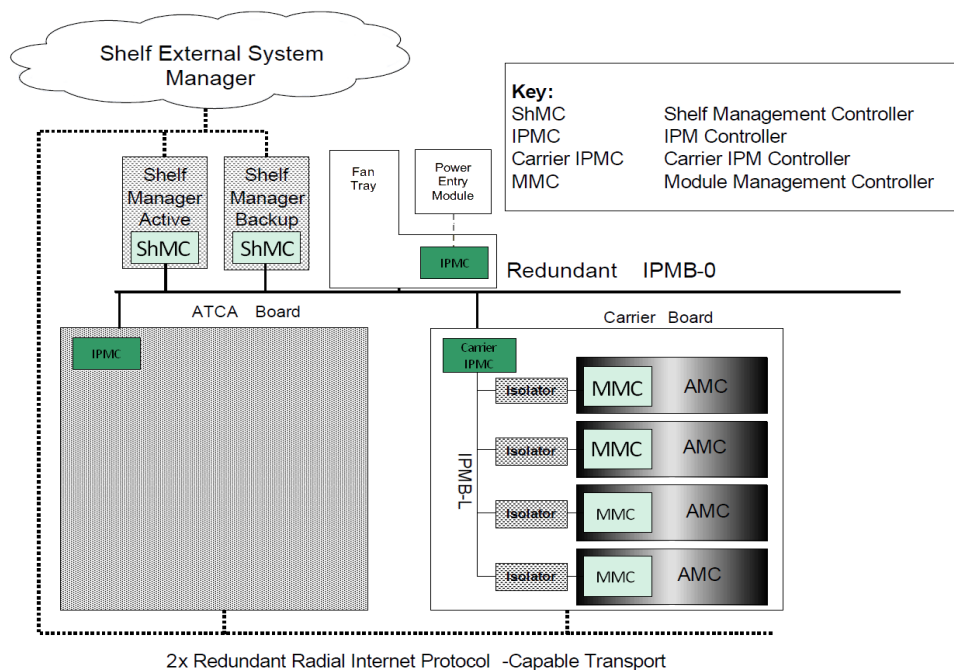 Shelf External System
Manager
Key:
ShMC Shelf Management Controller
IPMC IPM Controller
Carrier IPMC Carrier IPM Controller
MMC Module Management Controller
Shelf
Manager
Active
ShMC
Shelf
Manager
Backup
ShMC
Fan
Tray
Power
Entry
Module
IPMC
Redundant IPMB-0
ATCA Board
IPMC
Carrier Board
Carrier
IPMC
IPMB-L
Isolator
MMC
AMC
Isolator
MMC
AMC
Isolator
MMC
AMC
Isolator
MMC
AMC
2x Redundant Radial Internet Protocol -Capable Transport